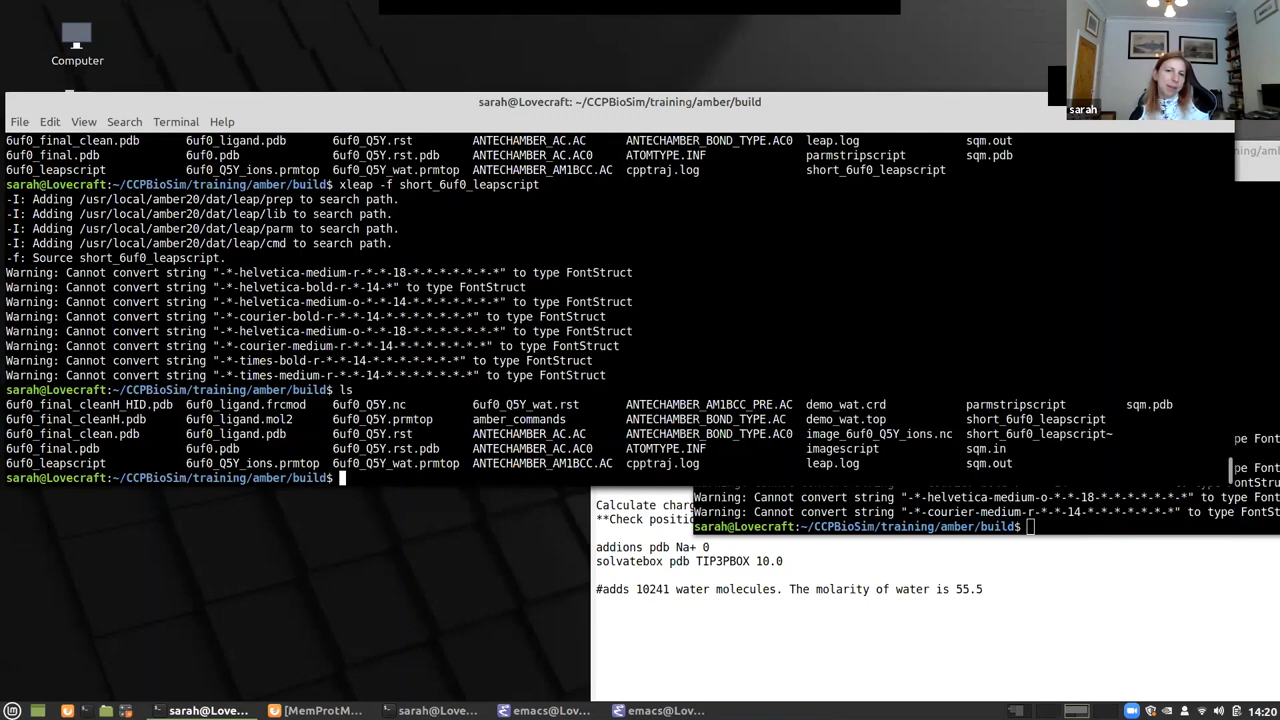 Computer
sarah
sarah@Lovecraft: ~/CCPBioSim/training/amber/build
File Edit View Search Terminal Help
6uf0_final_clean.pdb 6uf0_ligand.pdb 6uf0_Q5Y.rst ANTECHAMBER_AC.AC ANTECHAMBER_BOND_TYPE.AC0 leap.log sqm.out
6uf0_final.pdb 6uf0.pdb 6uf0_Q5Y.rst.pdb ANTECHAMBER_AC.AC0 ATOMTYPE.INF parmstripscript sqm.pdb
6uf0_leapscript 6uf0_Q5Y_ions.prmtop 6uf0_Q5Y_wat.prmtop ANTECHAMBER_AM1BCC.AC cpptraj.log short_6uf0_leapscript
sarah@Lovecraft:~/CCPBioSim/training/amber/build$ xleap -f short_6uf0_leapscript
-I: Adding /usr/local/amber20/dat/leap/prep to search path.
-I: Adding /usr/local/amber20/dat/leap/lib to search path.
-I: Adding /usr/local/amber20/dat/leap/parm to search path.
-I: Adding /usr/local/amber20/dat/leap/cmd to search path.
-f: Source short_6uf0_leapscript.
Warning: Cannot convert string "-*-helvetica-medium-r-*-*-18-*-*-*-*-*-*-*" to type FontStruct
Warning: Cannot convert string "-*-helvetica-bold-r-*-14-*" to type FontStruct
Warning: Cannot convert string "-*-helvetica-medium-o-*-*-14-*-*-*-*-*-*-*" to type FontStruct
Warning: Cannot convert string "-*-courier-bold-r-*-*-14-*-*-*-*-*-*-*" to type FontStruct
Warning: Cannot convert string "-*-helvetica-medium-o-*-*-18-*-*-*-*-*-*-*" to type FontStruct
Warning: Cannot convert string "-*-courier-medium-r-*-*-14-*-*-*-*-*-*-*" to type FontStruct
Warning: Cannot convert string "-*-times-bold-r-*-*-14-*-*-*-*-*-*-*" to type FontStruct
Warning: Cannot convert string "-*-times-medium-r-*-*-14-*-*-*-*-*-*-*" to type FontStruct
sarah@Lovecraft:~/CCPBioSim/training/amber/build$ ls
6uf0_final_cleanH_HID.pdb 6uf0_ligand.frcmod 6uf0_Q5Y.nc 6uf0_Q5Y_wat.rst ANTECHAMBER_AM1BCC_PRE.AC demo_wat.crd parmstripscript sqm.pdb
6uf0_final_cleanH.pdb 6uf0_ligand.mol2 6uf0_Q5Y.prmtop amber_commands ANTECHAMBER_BOND_TYPE.AC demo_wat.top short_6uf0_leapscript
6uf0_final_clean.pdb 6uf0_ligand.pdb 6uf0_Q5Y.rst ANTECHAMBER_AC.AC ANTECHAMBER_BOND_TYPE.AC0 image_6uf0_Q5Y_ions.nc short_6uf0_leapscript~
6uf0_final.pdb 6uf0.pdb 6uf0_Q5Y.rst.pdb ANTECHAMBER_AC.AC0 ATOMTYPE.INF imagescript sqm.in
6uf0_leapscript 6uf0_Q5Y_ions.prmtop 6uf0_Q5Y_wat.prmtop ANTECHAMBER_AM1BCC.AC cpptraj.log leap.log sqm.out
sarah@Lovecraft:~/CCPBioSim/training/amber/build$
ng/am
pe Font
pe Font
ontStru
Warning: Cannot convert string "-*-helvetica-medium-o-*-*-18-*-*-*-*-*-*-*" to type Fon
Warning: Cannot convert string "-*-courier-medium-r-*-*-14-*-*-*-*-*-*-*" to type FontS
sarah@Lovecraft:~/CCPBioSim/training/amber/build$
Calculate charg
**Check positi
addions pdb Na+ 0
solvatebox pdb TIP3PBOX 10.0
#adds 10241 water molecules. The molarity of water is 55.5
sarah@Love... [MemProtM... sarah@Love... emacs@Lov... emacs@Lov... 14:20